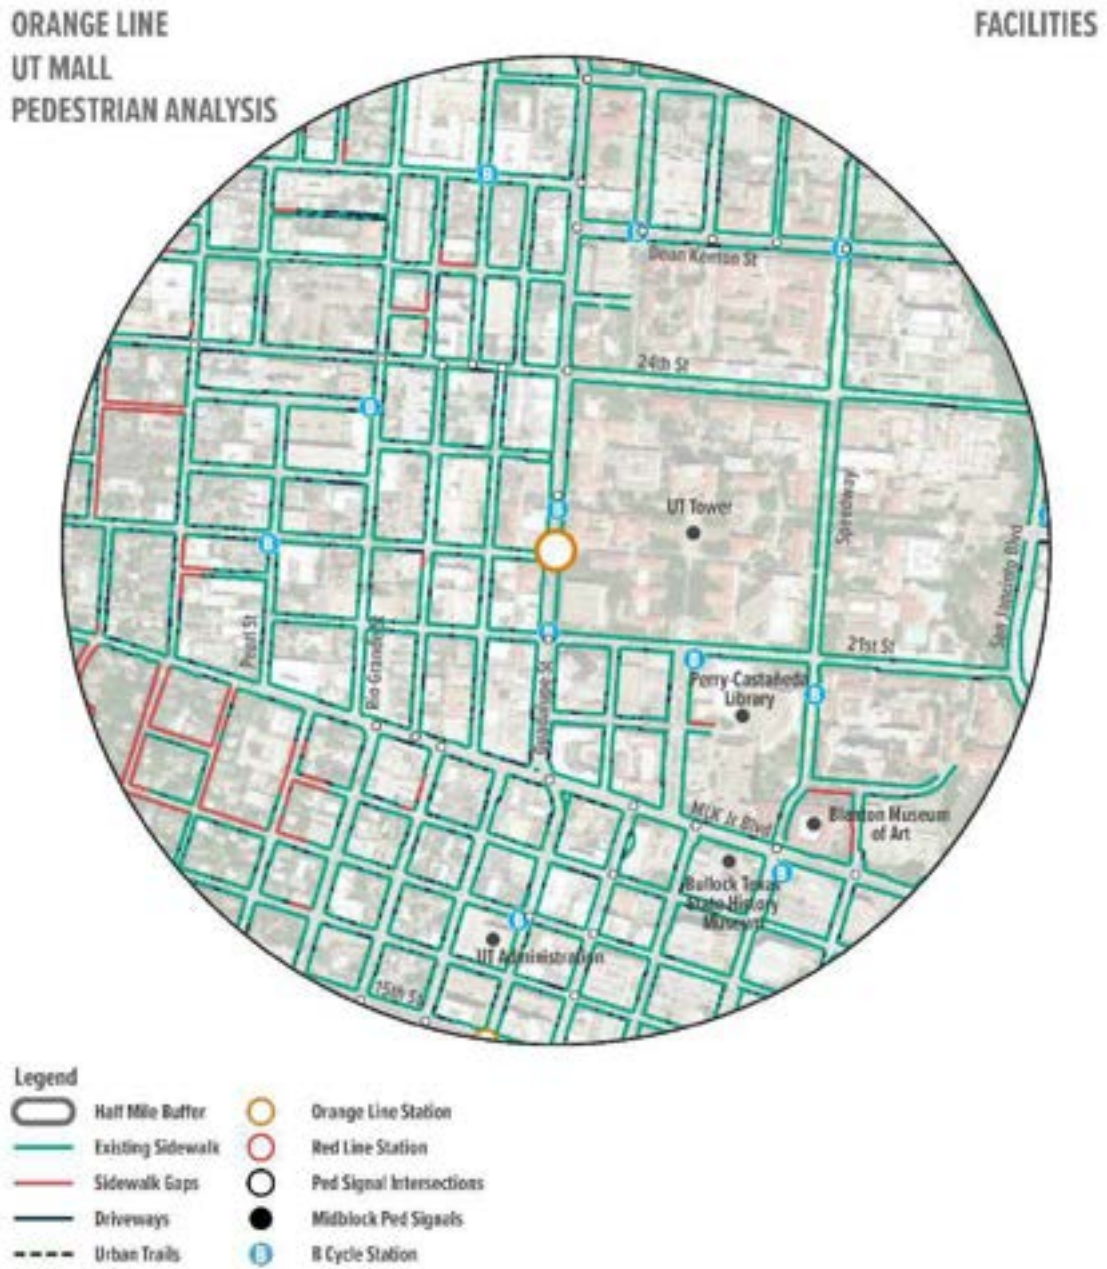 ORANGE LINE
UT MALL
PEDESTRIAN ANALYSIS
FACILITIES
B
Dean Keeton St
24th St
B
UT Tower
B
Speedway
San Jacinto Blvd
B
Pearl St
Rio Grande St
Guadalupe St
21st St
B
Perry-Castañeda
Library
B
MLK Jr Blvd
Blanton Museum
of Art
B
Bullock Texas
State History
Museum
UT Administration
15th St
Legend
Half Mile Buffer
Orange Line Station
Existing Sidewalk
Red Line Station
Sidewalk Gaps
Ped Signal Intersections
Driveways
Midblock Ped Signals
Urban Trails
B
B Cycle Station